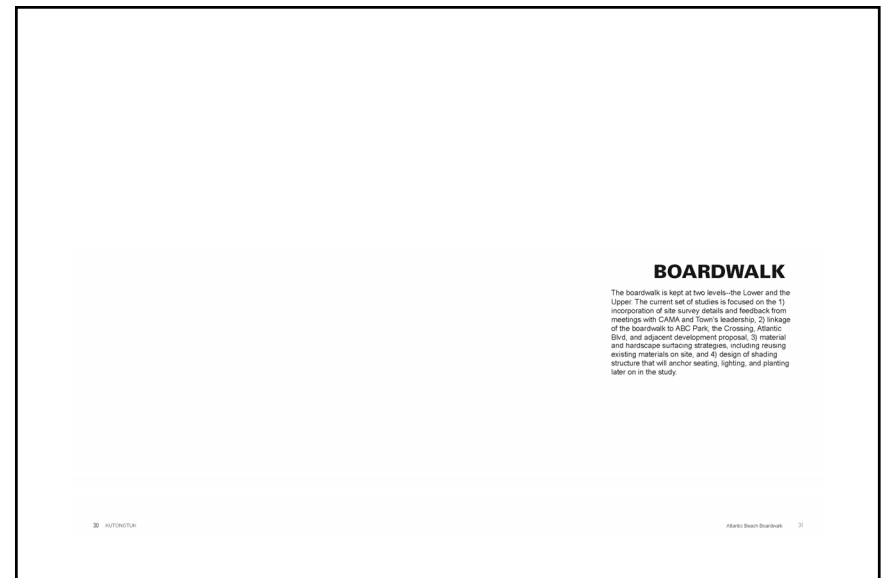 BOARDWALK
The boardwalk is kept at two levels--the Lower and the
Upper. The current set of studies is focused on the 1)
incorporation of site survey details and feedback from
meetings with CAMA and Town's leadership, 2) linkage
of the boardwalk to ABC Park, the Crossing, Atlantic
Blvd, and adjacent development proposal, 3) material
and hardscape surfacing strategies, including reusing
existing materials on site, and 4) design of shading
structure that will anchor seating, lighting, and planting
later on in the study.
30 KUTONOTUK
Atlantic Beach Boardwalk 31